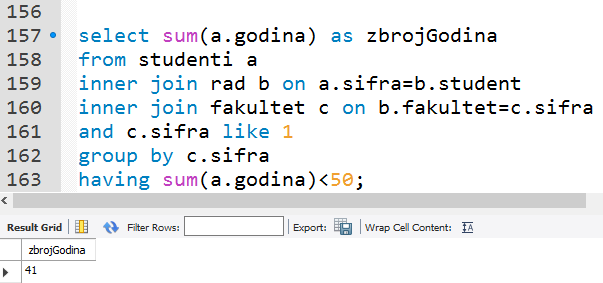 156
157 select sum(a.godina) as zbrojGodina
158 from studenti a
159 inner join rad b on a.sifra=b.student
160 inner join fakultet c on b.fakultet=c.sifra
161 and c.sifra like 1
162 group by c.sifra
163 having sum(a.godina)<50;
Result Grid Filter Rows: Export: Wrap Cell Content: IA
zbrojGodina
41